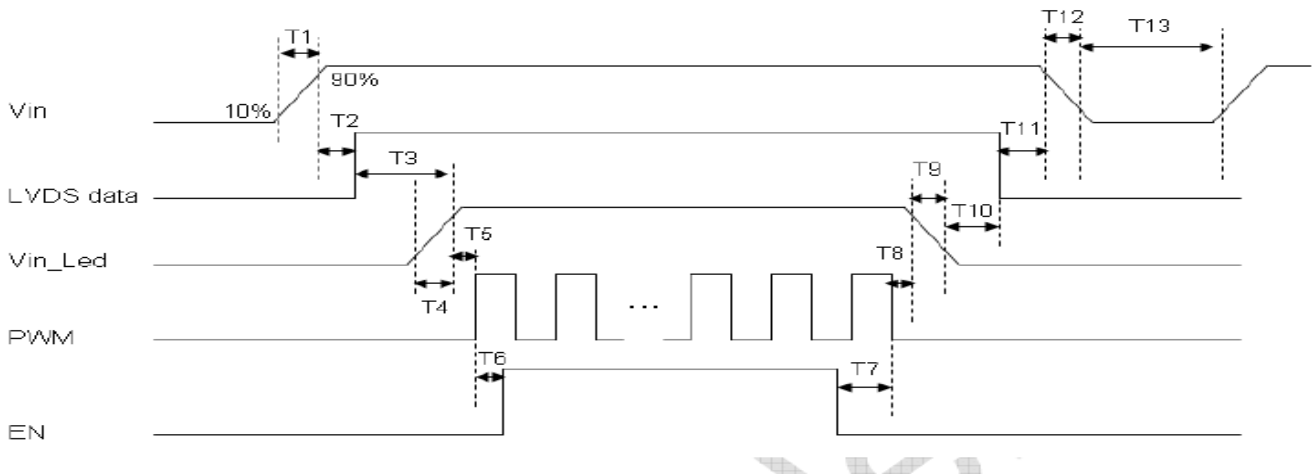 T1
T12
T13
90%
Vin
10%
T2
T11
T3
T9
LVDS data
T10
T5
Vin_Led
T8
T4
...
PWM
T6
T7
EN